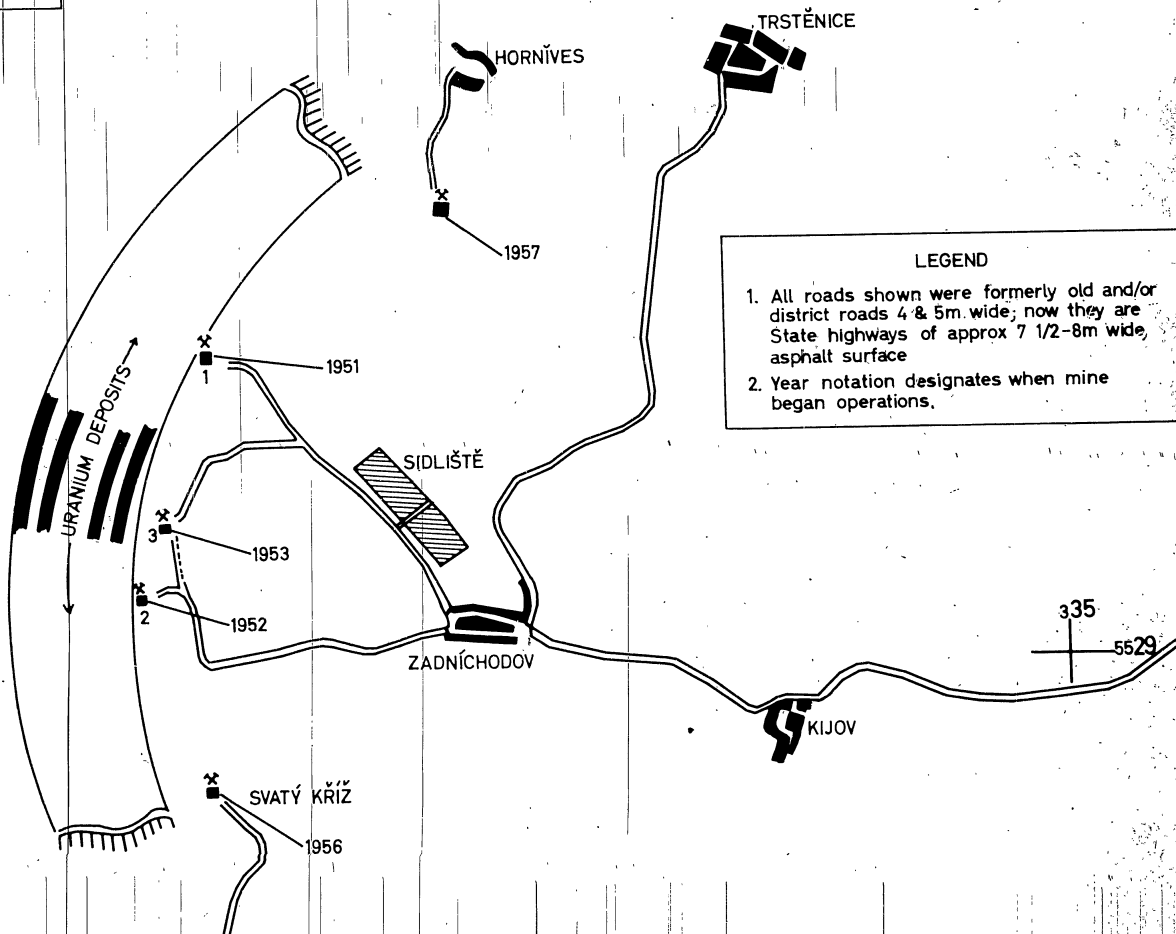 TRSTĚNICE
HORNÍVES
1957
LEGEND
1. All roads shown were formerly old and/or
district roads 4 & 5m. wide; now they are
State highways of approx 7 1/2-8m wide,
asphalt surface
2. Year notation designates when mine
began operations.
1951
1
URANIUM DEPOSITS
SIDLIŠTĚ
3
1953
2
1952
ZADNÍCHODOV
335
5529
KIJOV
SVATÝ KŘÍŽ
1956